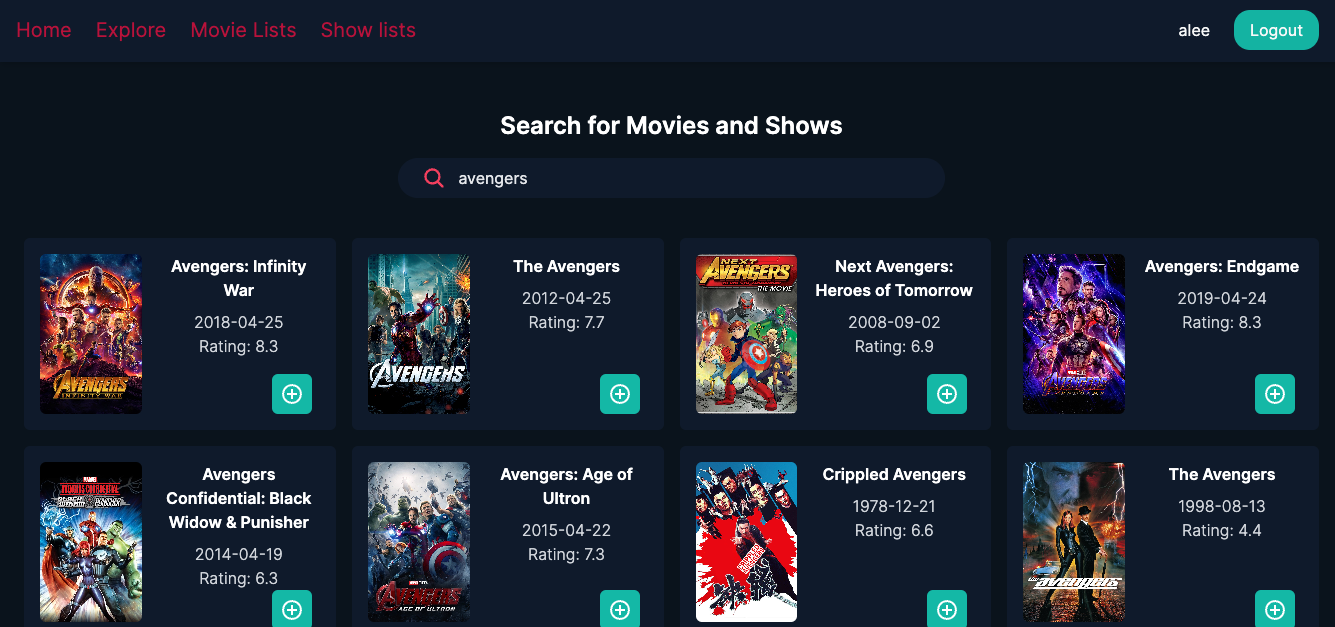 Home Explore Movie Lists Show lists alee Logout
Search for Movies and Shows
avengers
AVENGERS
INFINITY WAR
Avengers: Infinity
War
2018-04-25
Rating: 8.3
AVENGERS
The Avengers
2012-04-25
Rating: 7.7
NEXT
AVENGERS
THE MOVIE
Next Avengers:
Heroes of Tomorrow
2008-09-02
Rating: 6.9
Avengers: Endgame
2019-04-24
Rating: 8.3
Avengers
Confidential: Black
Widow & Punisher
2014-04-19
Rating: 6.3
AVENGERS
AGE OF ULTRON
Avengers: Age of
Ultron
2015-04-22
Rating: 7.3
Crippled Avengers
1978-12-21
Rating: 6.6
the avengers
The Avengers
1998-08-13
Rating: 4.4